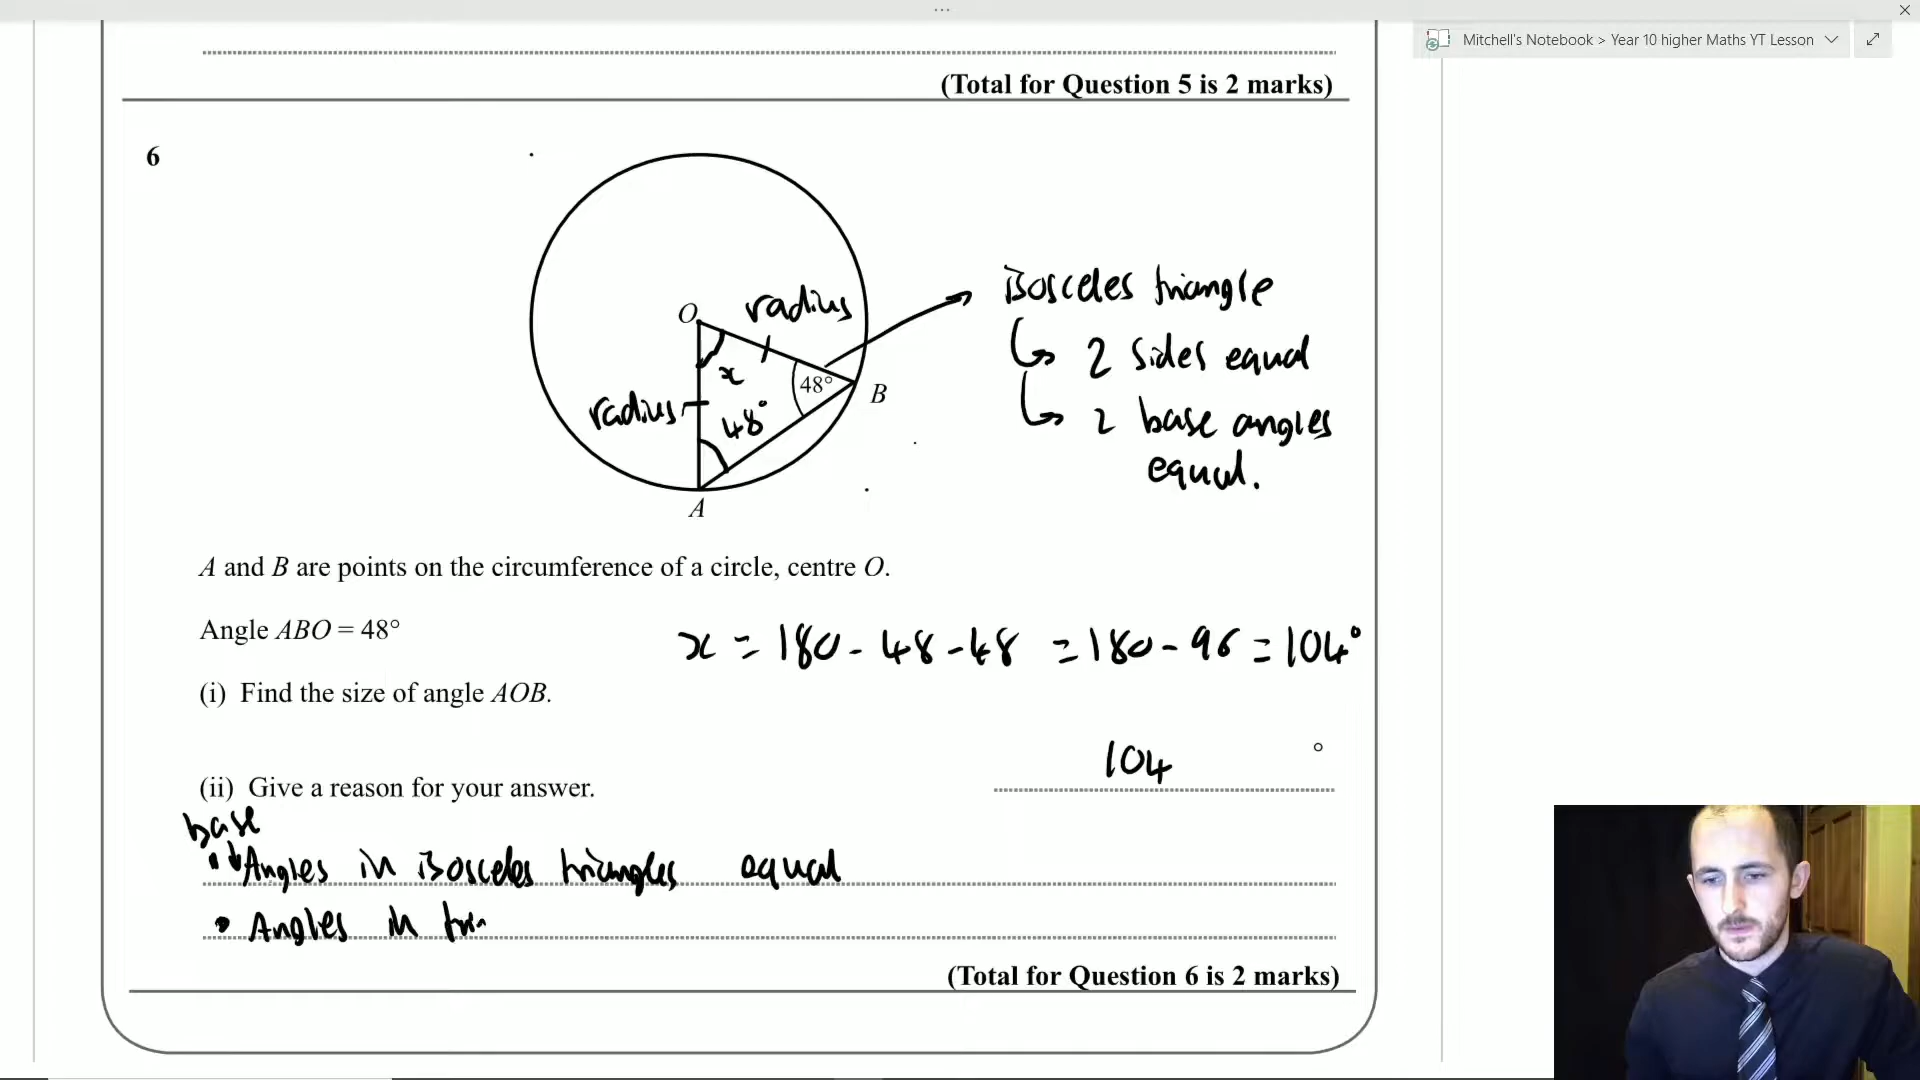 ...
Mitchell's Notebook > Year 10 higher Maths YT Lesson
(Total for Question 5 is 2 marks)
6
O
radius
x
48°
B
radius
48°
A
isosceles triangle
2 sides equal
2 base angles
equal.
A and B are points on the circumference of a circle, centre O.
Angle ABO = 48°
x = 180 - 48 - 48 = 180 - 96 = 104°
(i) Find the size of angle AOB.
104 °
(ii) Give a reason for your answer.
base
• Angles in isosceles triangles equal
• Angles in tri
(Total for Question 6 is 2 marks)